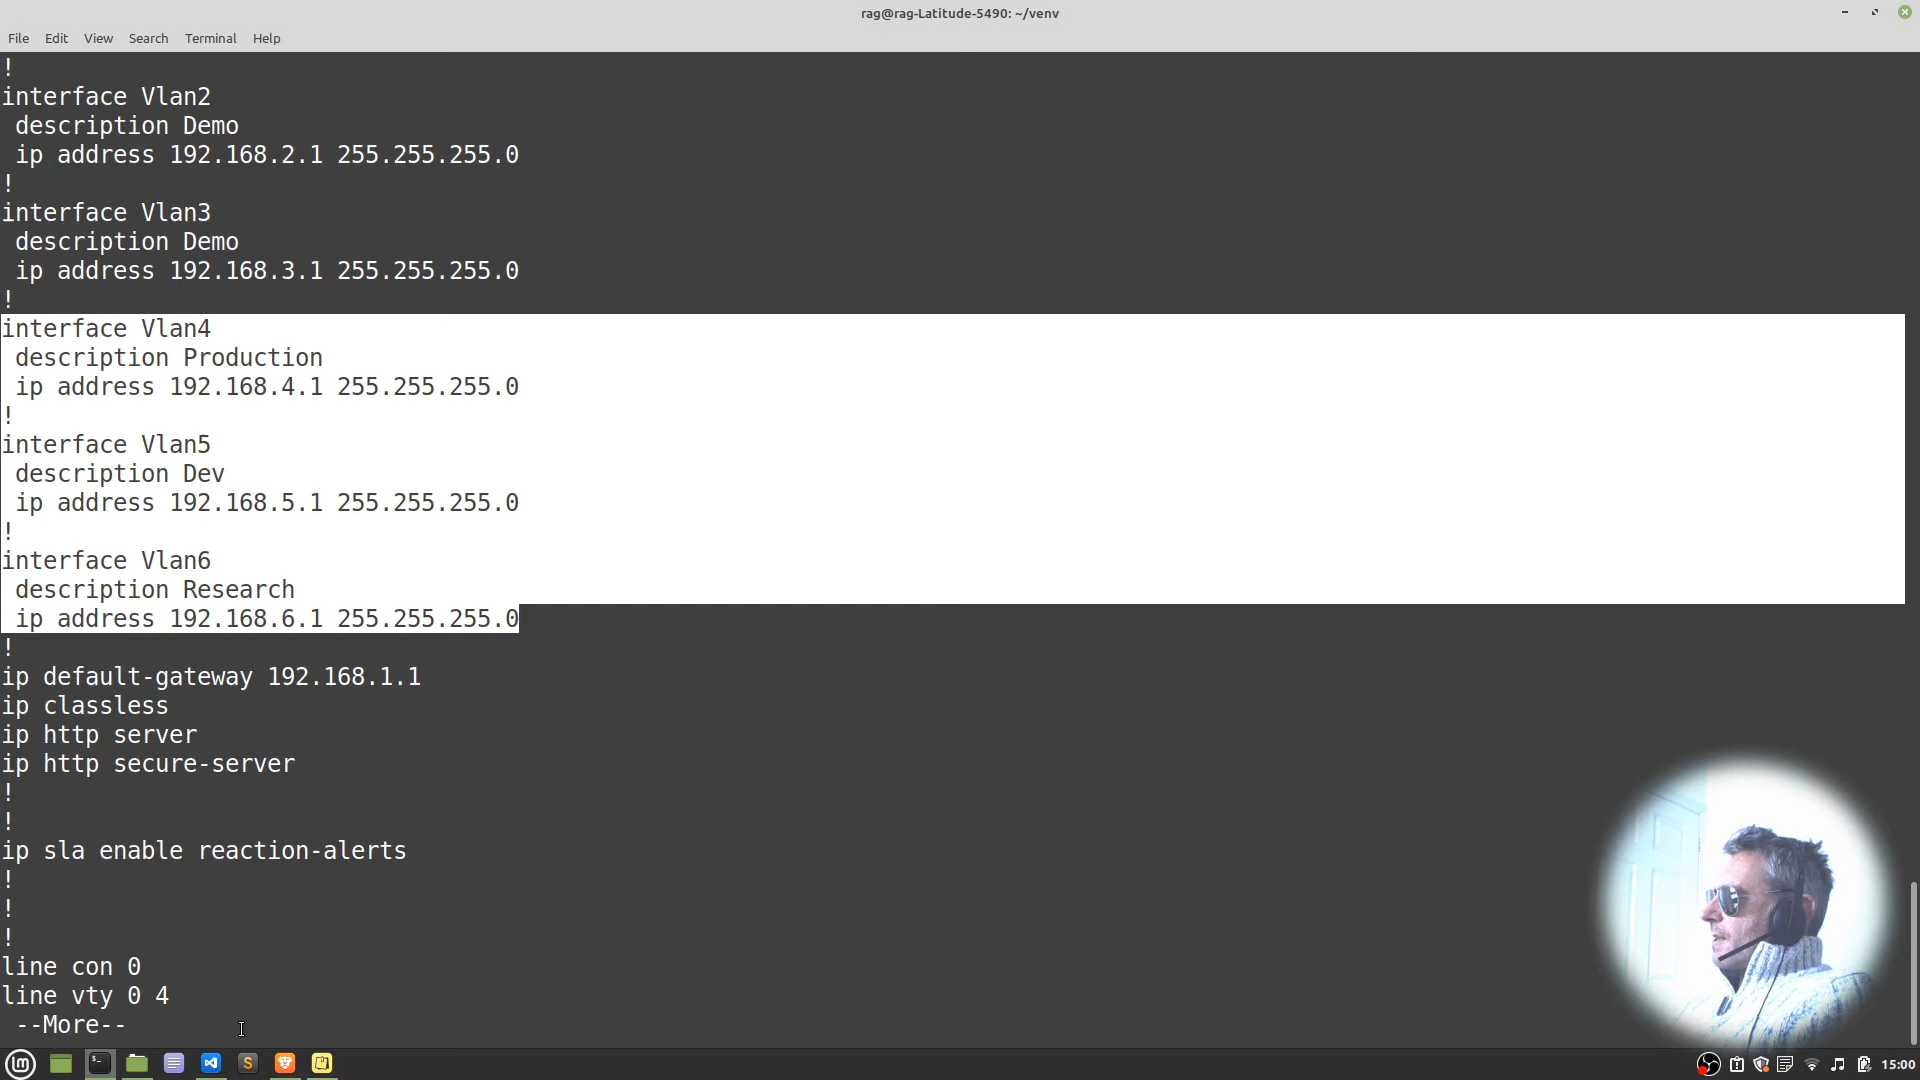 rag@rag-Latitude-5490: ~/venv
File Edit View Search Terminal Help
!
interface Vlan2
 description Demo
 ip address 192.168.2.1 255.255.255.0
!
interface Vlan3
 description Demo
 ip address 192.168.3.1 255.255.255.0
!
interface Vlan4
 description Production
 ip address 192.168.4.1 255.255.255.0
!
interface Vlan5
 description Dev
 ip address 192.168.5.1 255.255.255.0
!
interface Vlan6
 description Research
 ip address 192.168.6.1 255.255.255.0
!
ip default-gateway 192.168.1.1
ip classless
ip http server
ip http secure-server
!
!
ip sla enable reaction-alerts
!
!
!
line con 0
line vty 0 4
 --More--
15:00